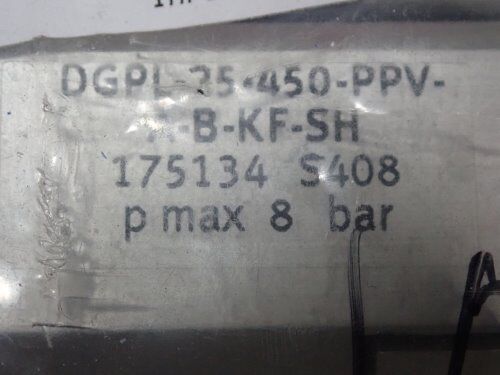 DGPL-25-450-PPV-
A-B-KF-SH
175134 S408
p max 8 bar